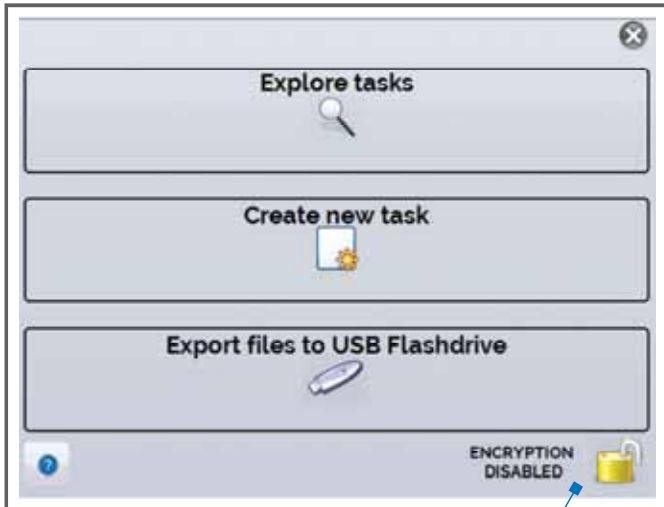 Explore tasks
Create new task
Export files to USB Flashdrive
?
ENCRYPTION
DISABLED